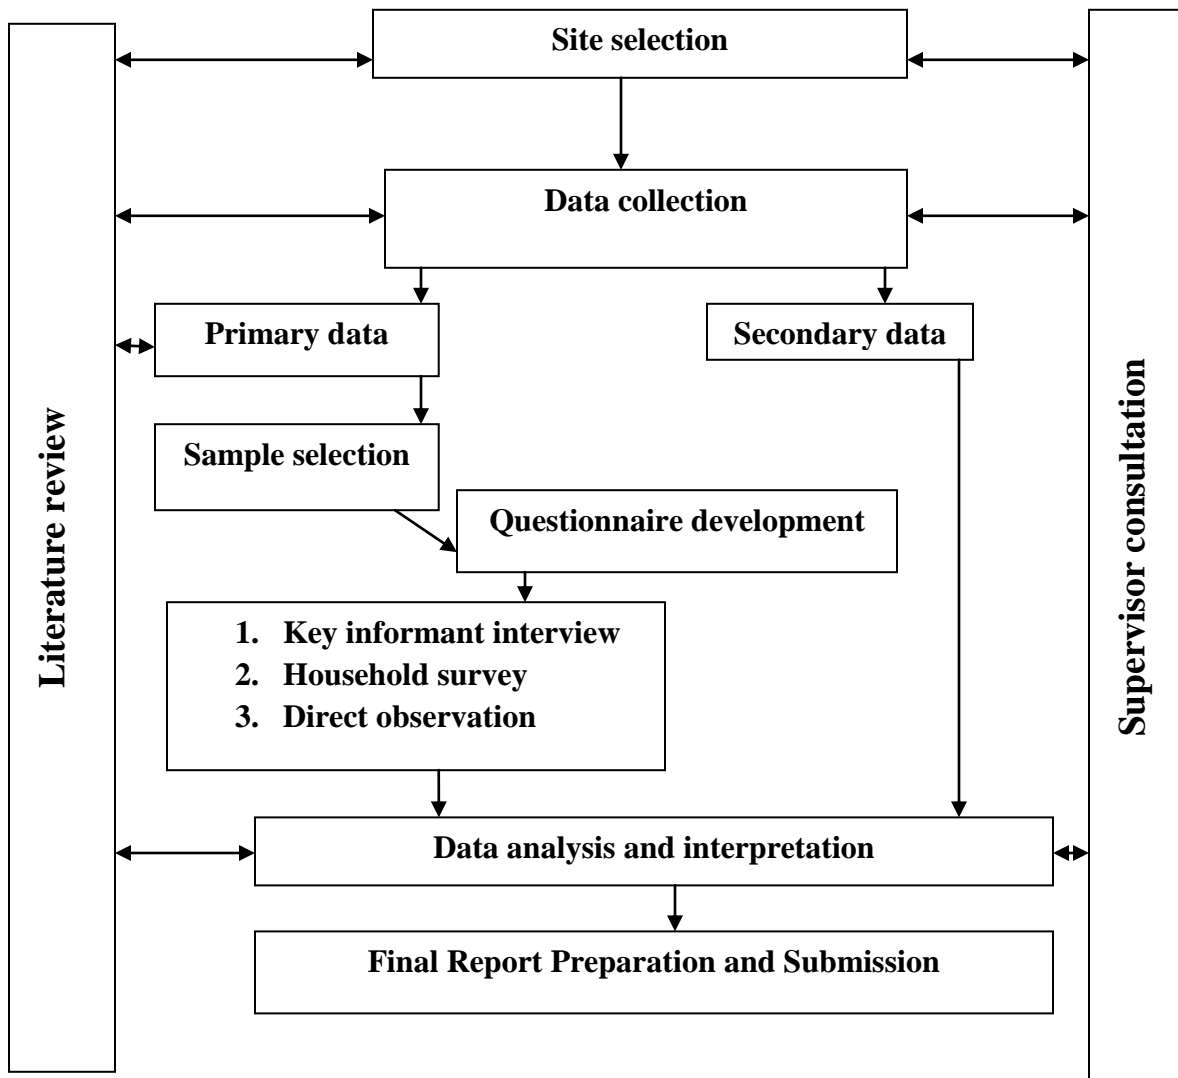 Site selection
Data collection
Primary data
Secondary data
Sample selection
Questionnaire development
1. Key informant interview
2. Household survey
3. Direct observation
Data analysis and interpretation
Final Report Preparation and Submission
Literature review
Supervisor consultation